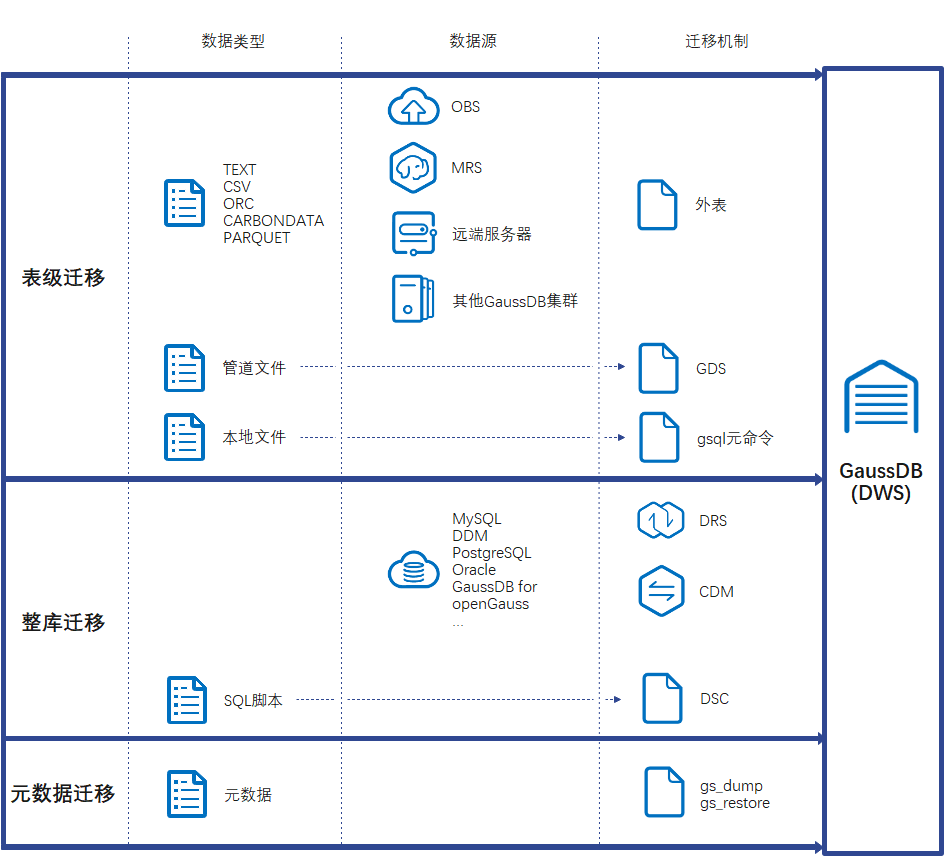 数据类型
数据源
迁移机制
表级迁移
TEXT
CSV
ORC
CARBONDATA
PARQUET
OBS
MRS
远端服务器
其他GaussDB集群
外表
管道文件
GDS
本地文件
gsql元命令
整库迁移
MySQL
DDM
PostgreSQL
Oracle
GaussDB for
openGauss
...
DRS
CDM
SQL脚本
DSC
元数据迁移
元数据
gs_dump
gs_restore
GaussDB
(DWS)